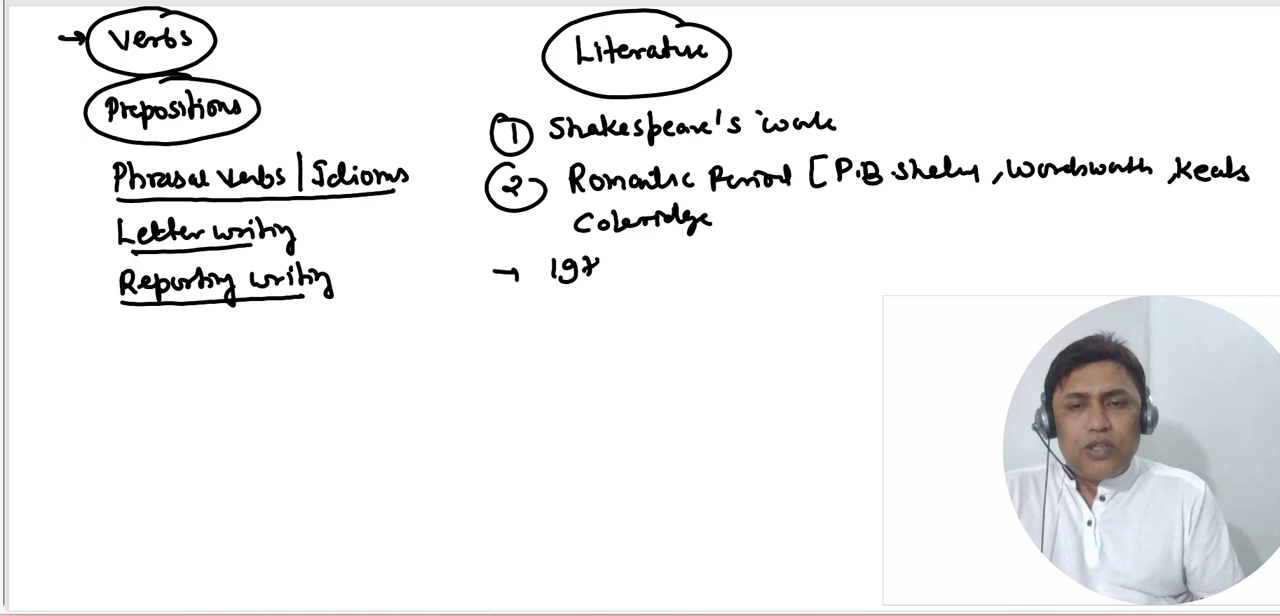 → Verbs
Prepositions
Phrasal verbs | Idioms
Letter writing
Reporting writing
Literature
① Shakespeare's work
② Romantic Period [P.B. Shelly, Wordsworth, Keats
Coleridge
→ 19